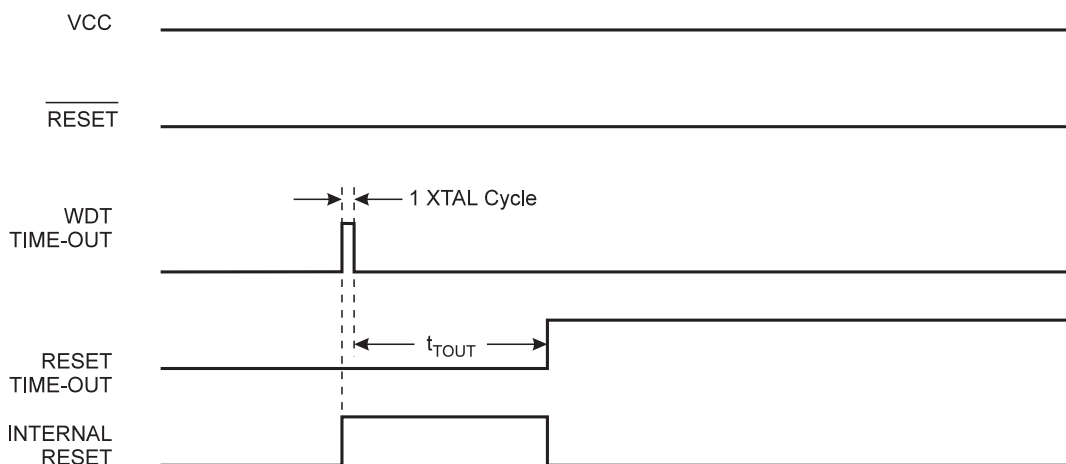 VCC
RESET
1 XTAL Cycle
WDT
TIME-OUT
tTOUT
RESET
TIME-OUT
INTERNAL
RESET